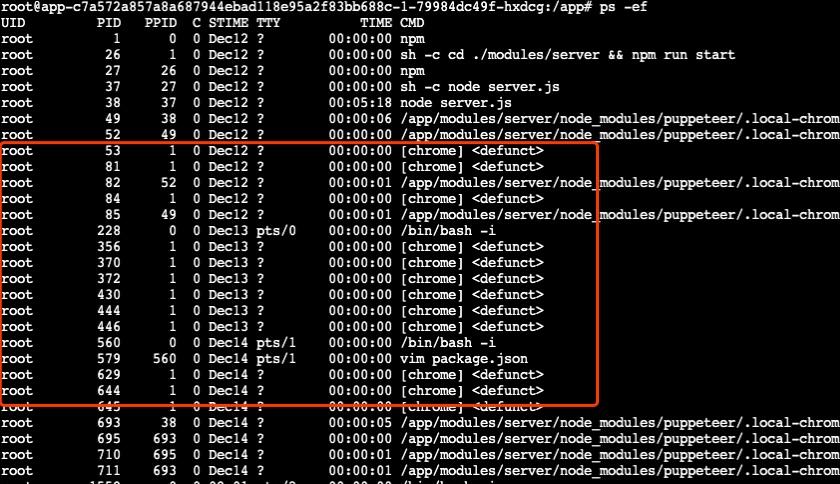 root@app-c7a572a857a8a687944ebad118e95a2f83bb688c-1-79984dc49f-hxdcg:/app# ps -ef
UID PID PPID C STIME TTY TIME CMD
root 1 0 0 Dec12 ? 00:00:00 npm
root 26 1 0 Dec12 ? 00:00:00 sh -c cd ./modules/server && npm run start
root 27 26 0 Dec12 ? 00:00:00 npm
root 37 27 0 Dec12 ? 00:00:00 sh -c node server.js
root 38 37 0 Dec12 ? 00:05:18 node server.js
root 49 38 0 Dec12 ? 00:00:06 /app/modules/server/node_modules/puppeteer/.local-chrom
root 52 49 0 Dec12 ? 00:00:00 /app/modules/server/node_modules/puppeteer/.local-chrom
root 53 1 0 Dec12 ? 00:00:00 [chrome] <defunct>
root 81 1 0 Dec12 ? 00:00:00 [chrome] <defunct>
root 82 52 0 Dec12 ? 00:00:01 /app/modules/server/node_modules/puppeteer/.local-chrom
root 84 1 0 Dec12 ? 00:00:00 [chrome] <defunct>
root 85 49 0 Dec12 ? 00:00:01 /app/modules/server/node_modules/puppeteer/.local-chrom
root 228 0 0 Dec13 pts/0 00:00:00 /bin/bash -i
root 356 1 0 Dec13 ? 00:00:00 [chrome] <defunct>
root 370 1 0 Dec13 ? 00:00:00 [chrome] <defunct>
root 372 1 0 Dec13 ? 00:00:00 [chrome] <defunct>
root 430 1 0 Dec13 ? 00:00:00 [chrome] <defunct>
root 444 1 0 Dec13 ? 00:00:00 [chrome] <defunct>
root 446 1 0 Dec13 ? 00:00:00 [chrome] <defunct>
root 560 0 0 Dec14 pts/1 00:00:00 /bin/bash -i
root 579 560 0 Dec14 pts/1 00:00:00 vim package.json
root 629 1 0 Dec14 ? 00:00:00 [chrome] <defunct>
root 644 1 0 Dec14 ? 00:00:00 [chrome] <defunct>
root 645 1 0 Dec14 ? 00:00:00 [chrome] <defunct>
root 693 38 0 Dec14 ? 00:00:05 /app/modules/server/node_modules/puppeteer/.local-chrom
root 695 693 0 Dec14 ? 00:00:00 /app/modules/server/node_modules/puppeteer/.local-chrom
root 710 695 0 Dec14 ? 00:00:01 /app/modules/server/node_modules/puppeteer/.local-chrom
root 711 693 0 Dec14 ? 00:00:01 /app/modules/server/node_modules/puppeteer/.local-chrom